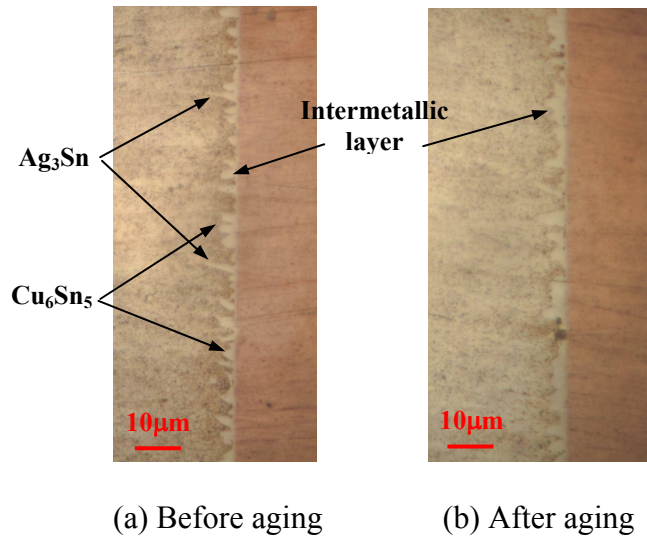 Intermetallic
layer
Ag₃Sn
Cu₆Sn₅
10μm
10μm
(a) Before aging
(b) After aging